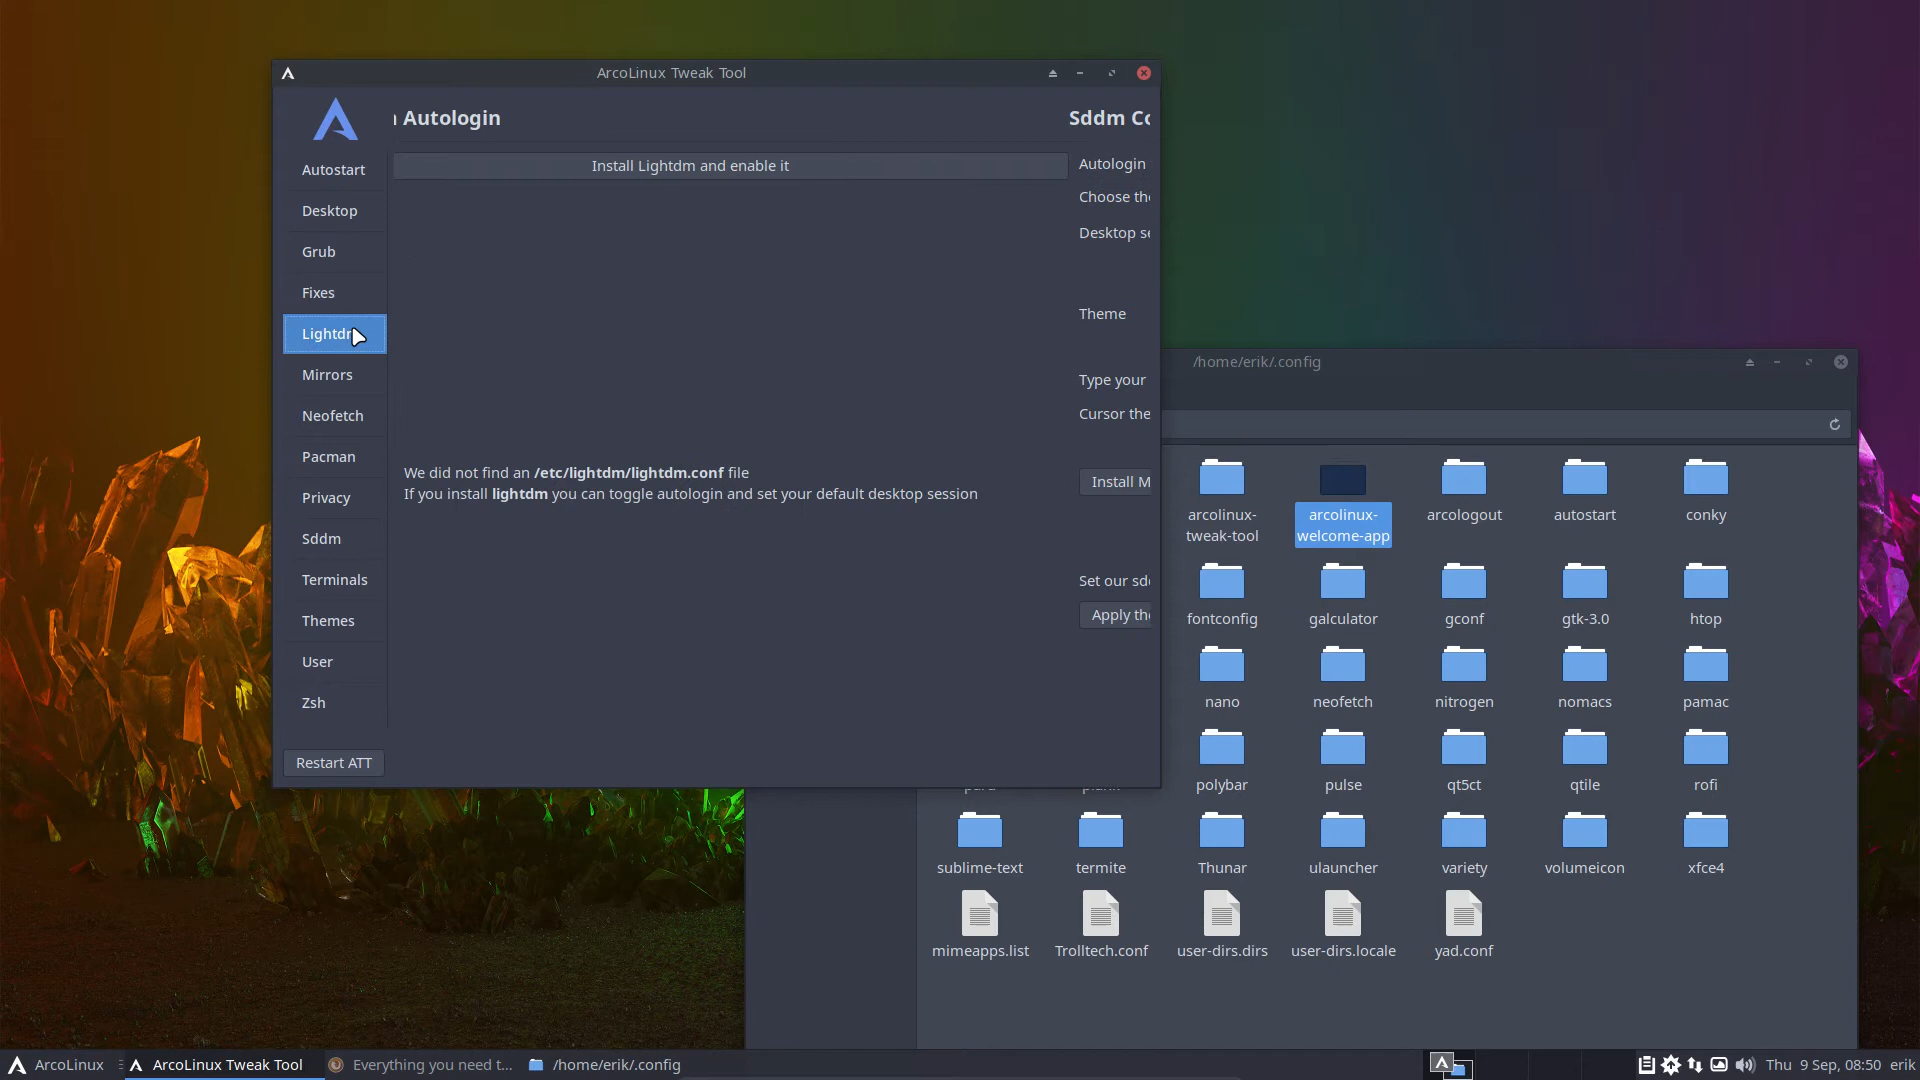 ArcoLinux Tweak Tool
Autologin
Sddm
Autostart
Desktop
Grub
Fixes
Mirrors
Neofetch
Pacman
Privacy
Sddm
Terminals
Themes
User
Zsh
Restart ATT
Install Lightdm and enable it
We did not find an /etc/lightdm/lightdm.conf file
If you install lightdm you can toggle autologin and set your default desktop session
Autologin
Choose
Desktop
Theme
Type your
Cursor
Install
Set our
Apply
/home/erik/.config
arcolinux-
tweak-tool
arcolinux-
welcome-app
arcologout
autostart
conky
fontconfig
galculator
gconf
gtk-3.0
htop
nano
neofetch
nitrogen
nomacs
pamac
polybar
pulse
qt5ct
qtile
rofi
sublime-text
termite
Thunar
ulauncher
variety
volumeicon
xfce4
mimeapps.list
Trolltech.conf
user-dirs.dirs
user-dirs.locale
yad.conf
ArcoLinux
ArcoLinux Tweak Tool
Everything you need t...
/home/erik/.config
Thu 9 Sep, 08:50 erik